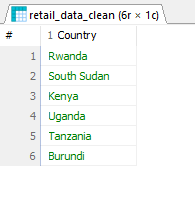 retail_data_clean (6r × 1c)
# 1 Country
1 Rwanda
2 South Sudan
3 Kenya
4 Uganda
5 Tanzania
6 Burundi